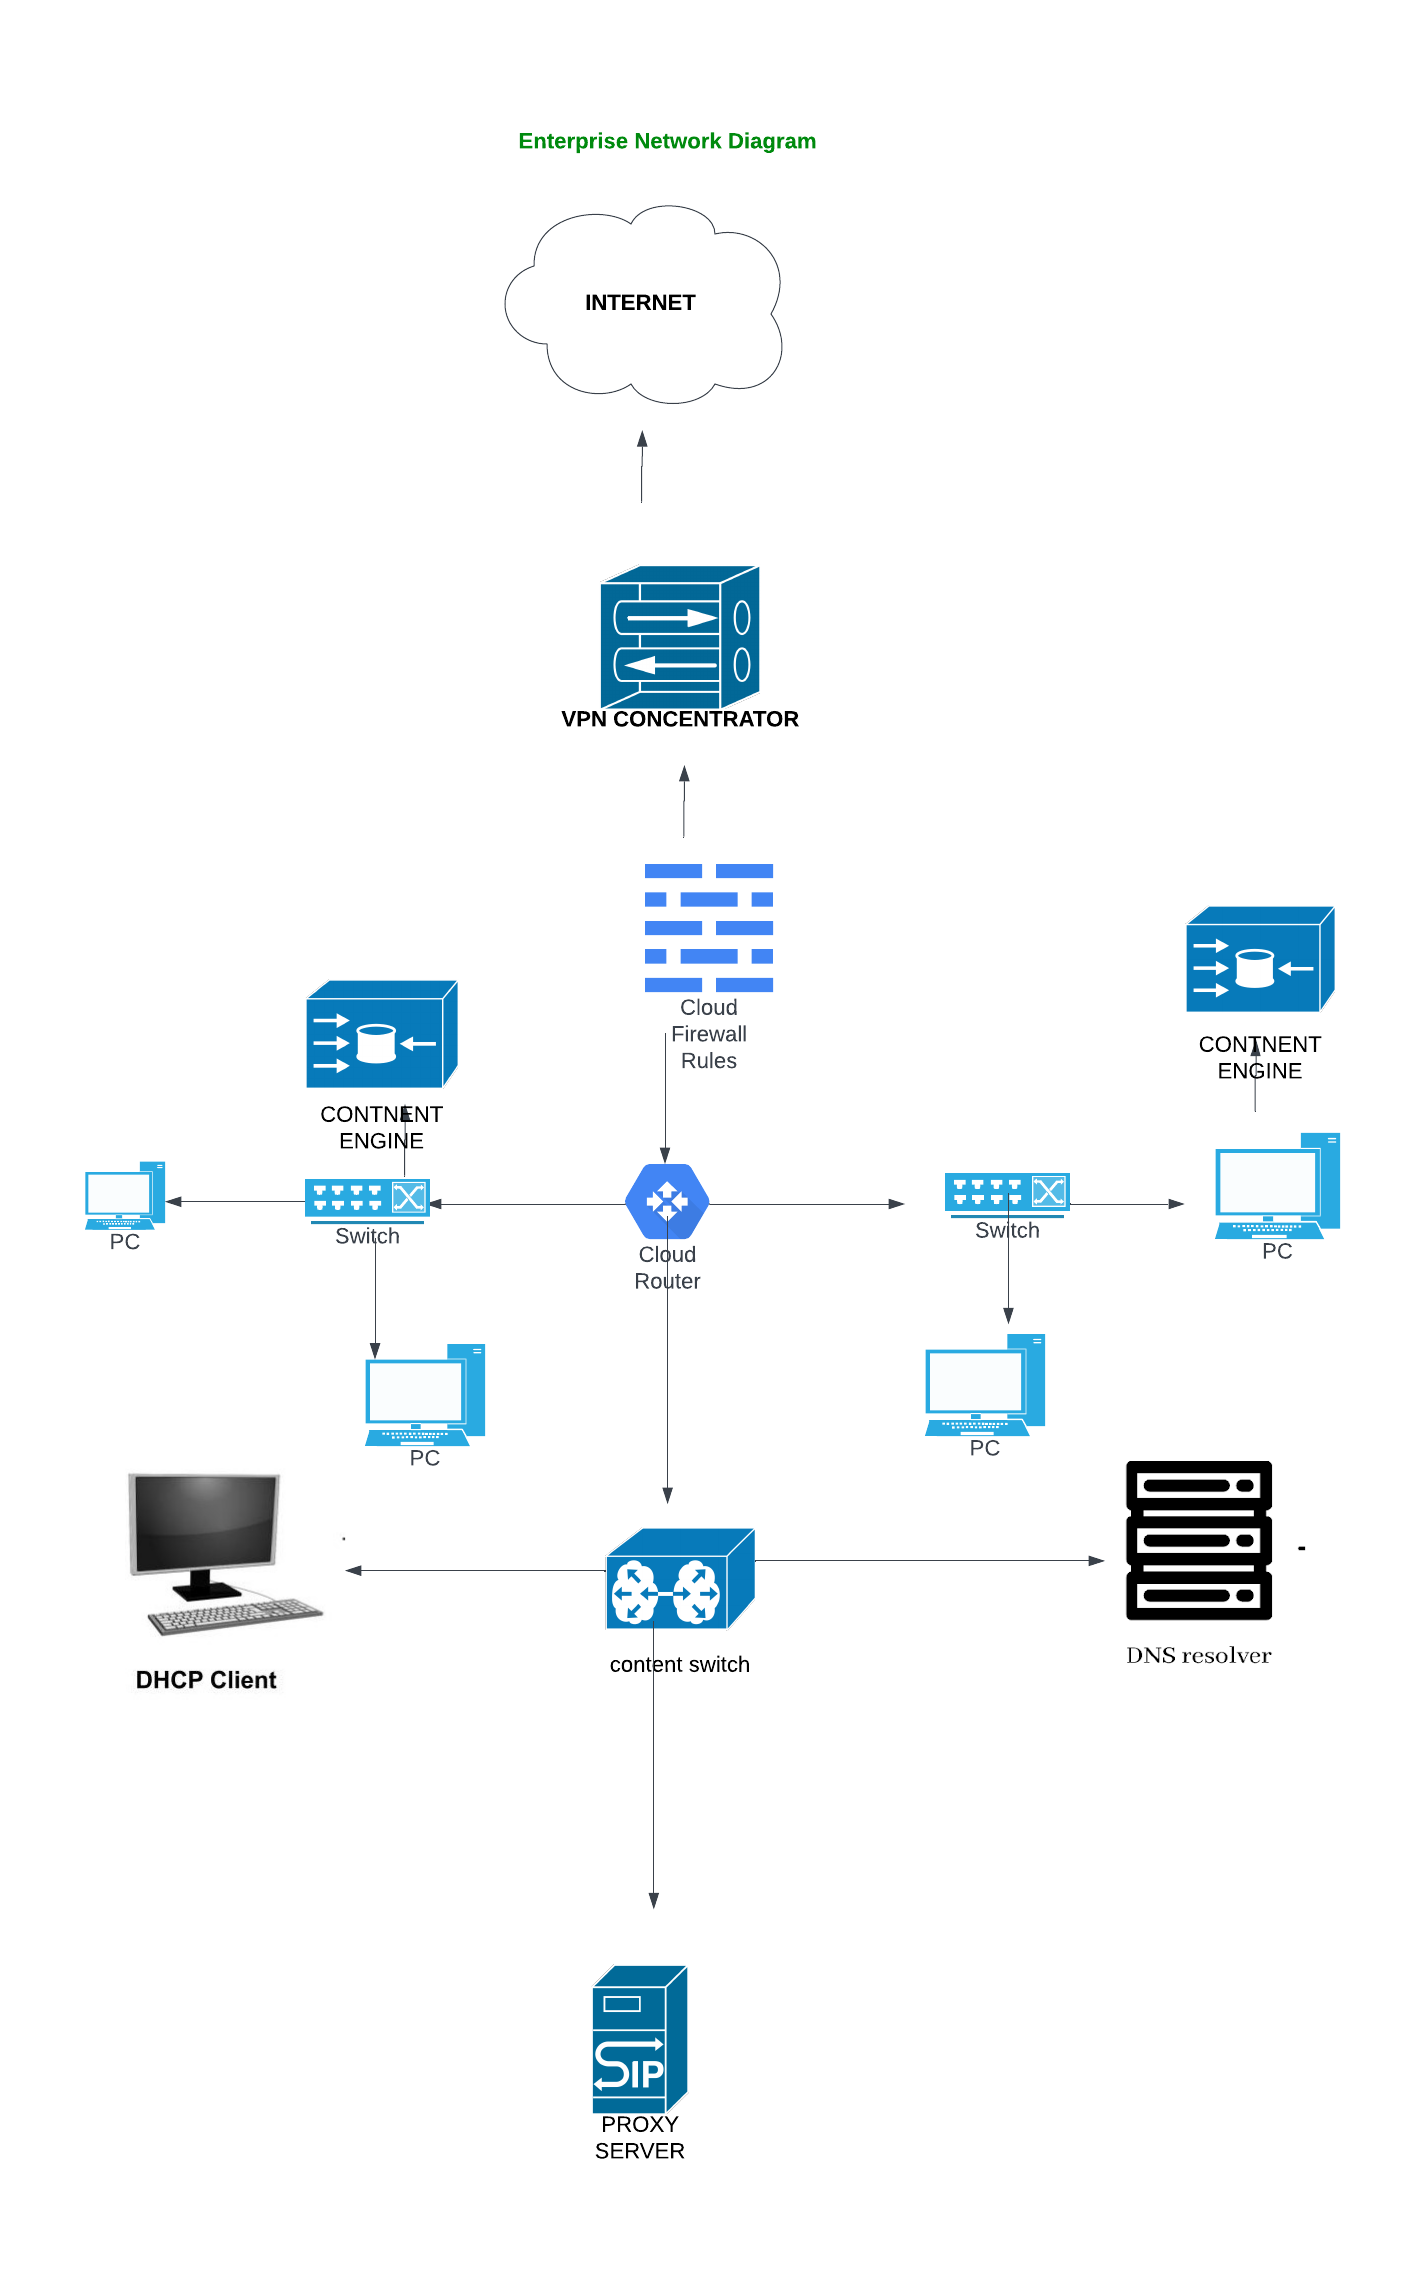 Enterprise Network Diagram
INTERNET
VPN CONCENTRATOR
Cloud
Firewall
Rules
CONTNENT
ENGINE
CONTNENT
ENGINE
PC
Switch
Cloud
Router
Switch
PC
PC
PC
DHCP Client
content switch
DNS resolver
SIP
PROXY
SERVER